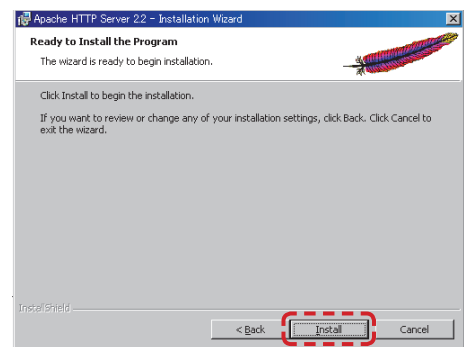 Apache HTTP Server 2.2 - Installation Wizard
Ready to Install the Program
The wizard is ready to begin installation.
Click Install to begin the installation.
If you want to review or change any of your installation settings, click Back. Click Cancel to
exit the wizard.
InstallShield
< Back Install Cancel